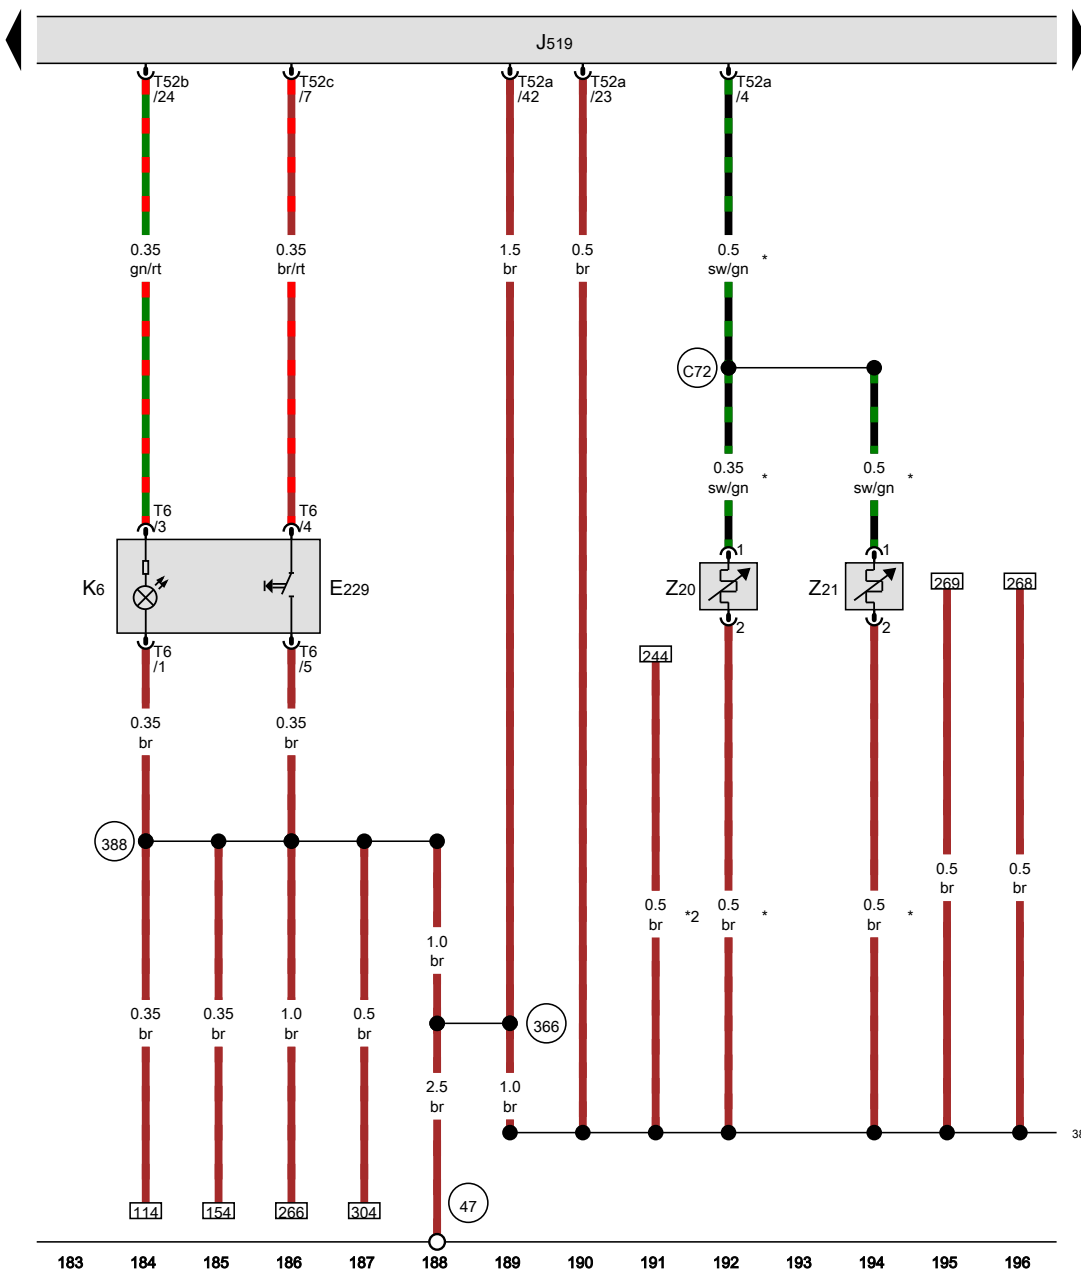 J519
T52b
/24
T52c
/7
T52a
/42
T52a
/23
T52a
/4
0.35
gn/rt
0.35
br/rt
1.5
br
0.5
br
0.5
sw/gn *
C72
0.35
sw/gn *
0.5
sw/gn *
T6
/3
T6
/4
1
1
K6
E229
Z20
Z21
269
268
2
2
T6
/1
T6
/5
244
0.35
br
0.35
br
388
0.5
br
0.5
br
0.5
br *2
0.5
br *
0.5
br *
1.0
br
0.35
br
0.35
br
1.0
br
0.5
br
366
2.5
br
1.0
br
38
114
154
266
304
47
183 184 185 186 187 188 189 190 191 192 193 194 195 196